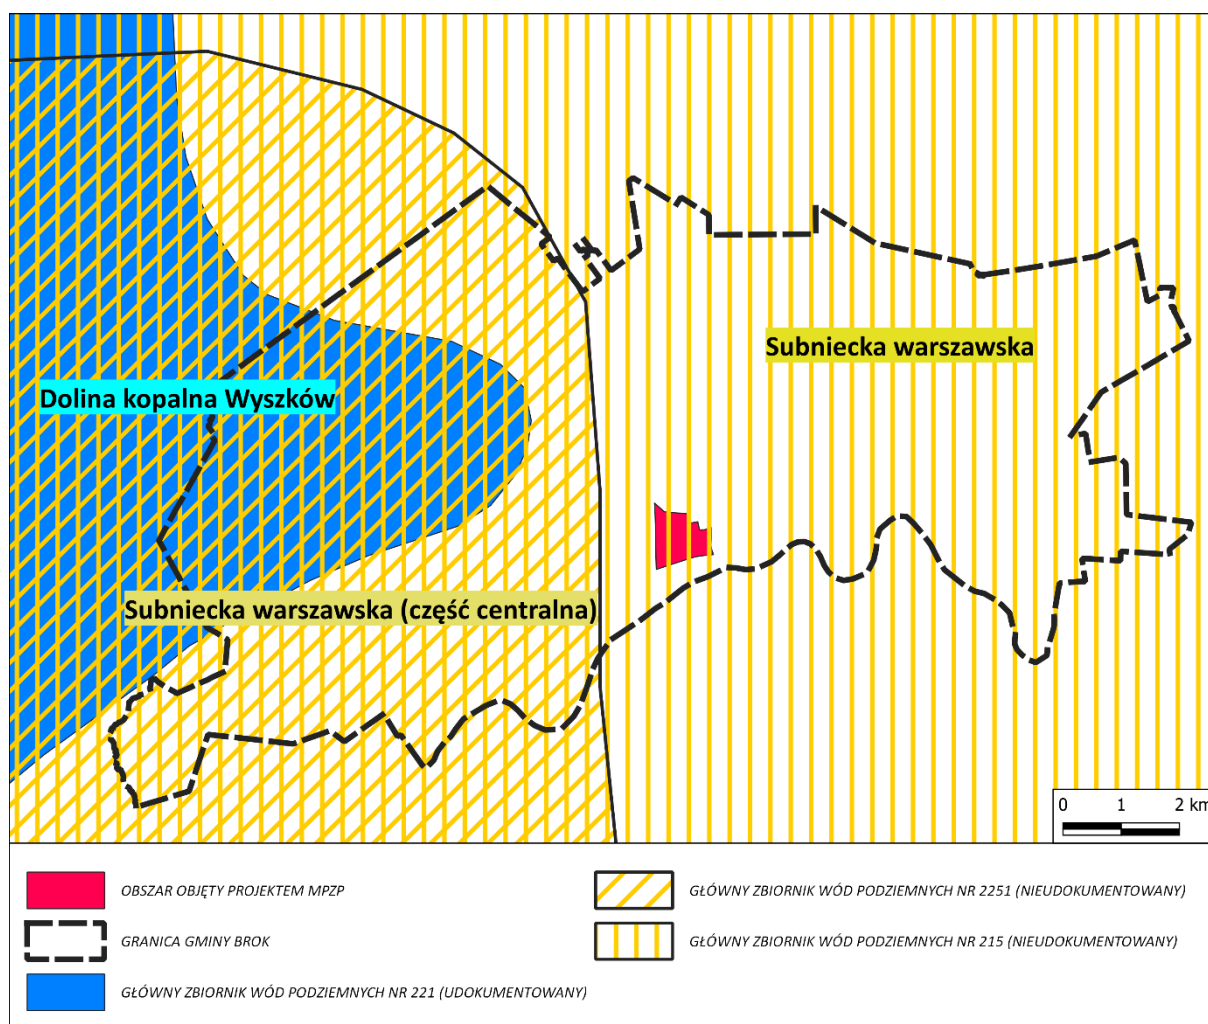 Subniecka warszawska
Dolina kopalna Wyszków
Subniecka warszawska (część centralna)
0 1 2 km
OBSZAR OBJĘTY PROJEKTEM MPZP
GRANICA GMINY BROK
GŁÓWNY ZBIORNIK WÓD PODZIEMNYCH NR 221 (UDOKUMENTOWANY)
GŁÓWNY ZBIORNIK WÓD PODZIEMNYCH NR 2251 (NIEUDOKUMENTOWANY)
GŁÓWNY ZBIORNIK WÓD PODZIEMNYCH NR 215 (NIEUDOKUMENTOWANY)